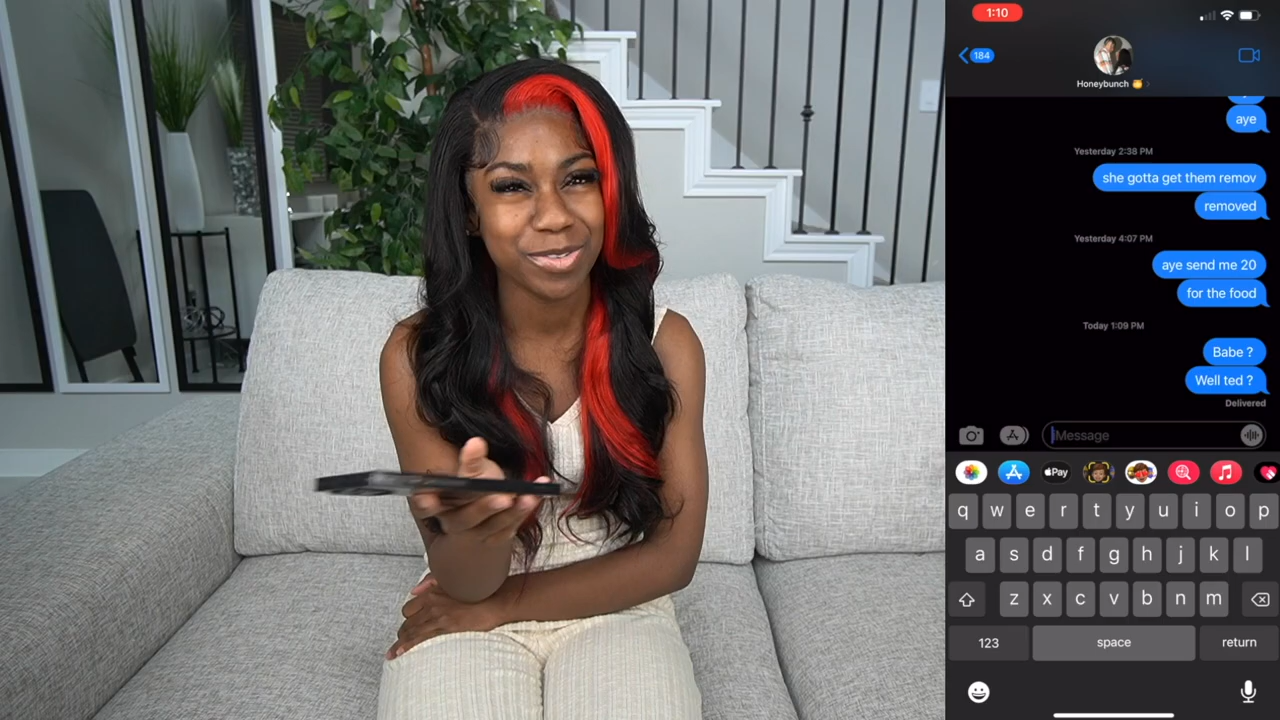 1:10
184
Honeybunch
aye
Yesterday 2:38 PM
she gotta get them remov
removed
Yesterday 4:07 PM
aye send me 20
for the food
Today 1:09 PM
Babe ?
Well ted ?
Delivered
Message
Pay
q w e r t y u i o p
a s d f g h j k l
z x c v b n m
123 space return